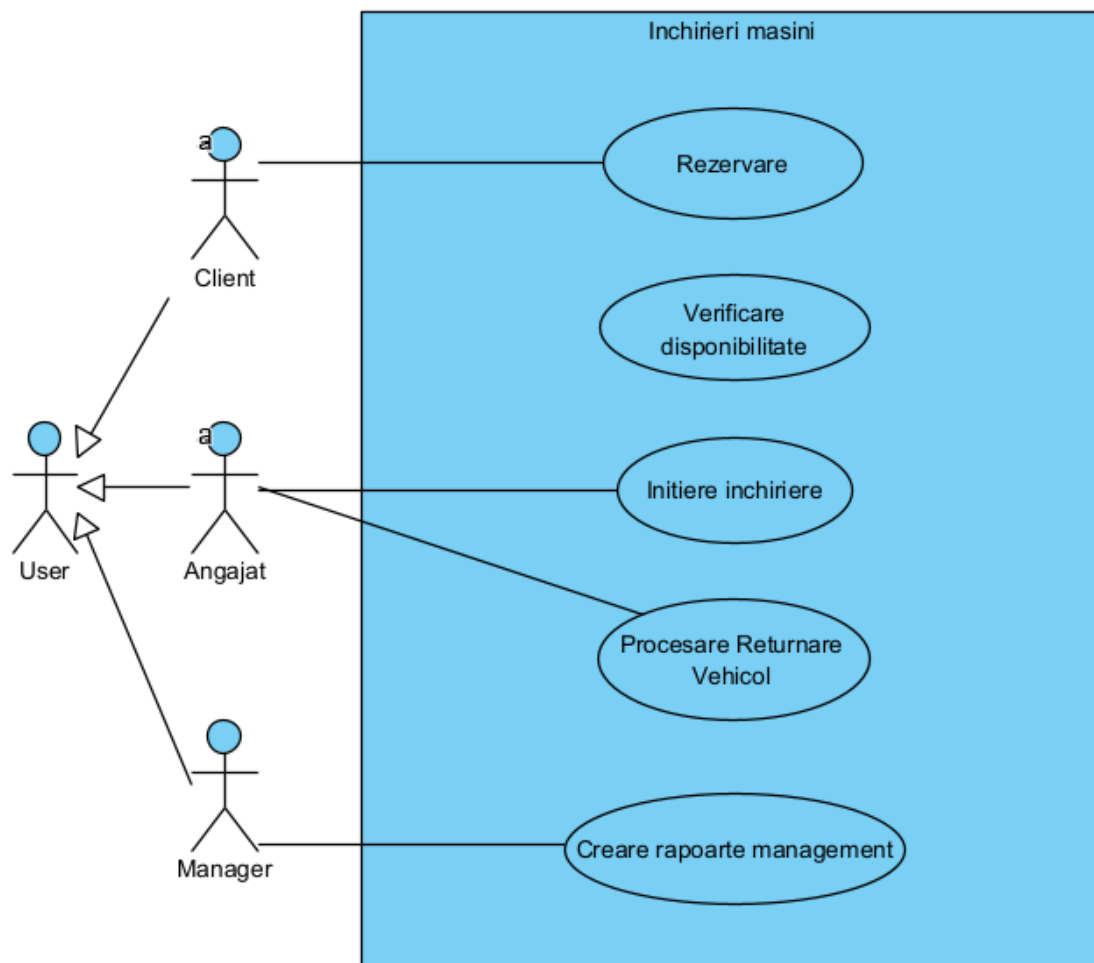 Inchirieri masini
a
Client
Rezervare
Verificare
disponibilitate
User
a
Angajat
Initiere inchiriere
Procesare Returnare
Vehicol
Manager
Creare rapoarte management